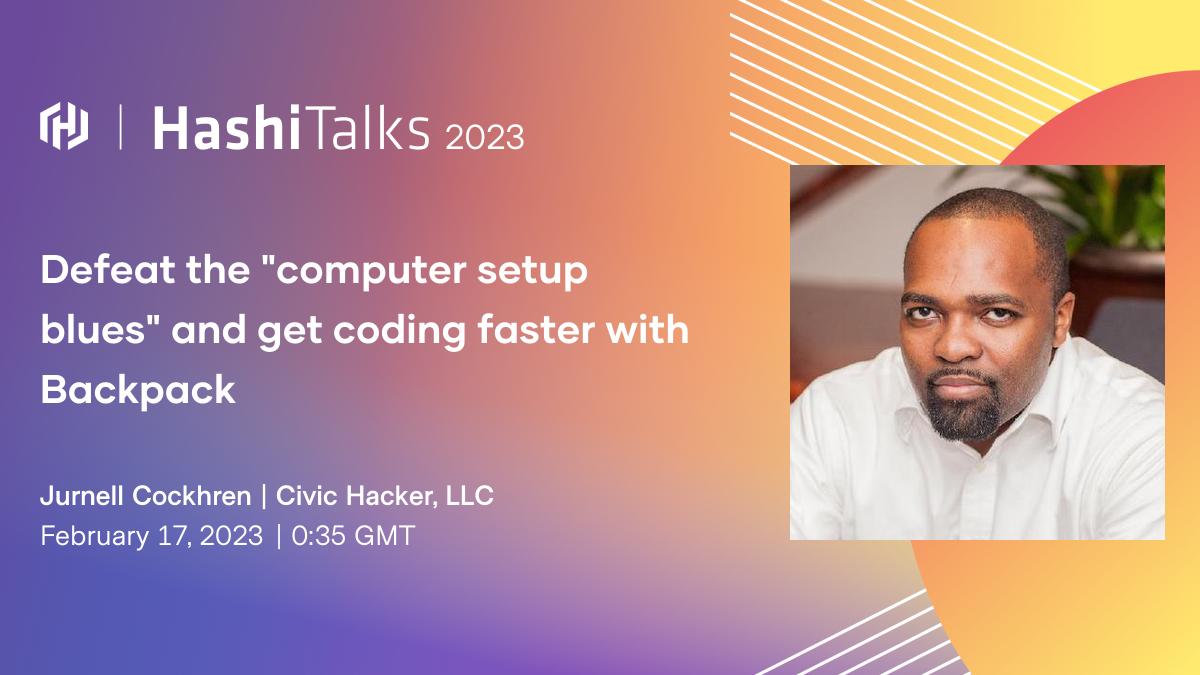 HashiTalks 2023
Defeat the "computer setup
blues" and get coding faster with
Backpack
Jurnell Cockhren | Civic Hacker, LLC
February 17, 2023 | 0:35 GMT